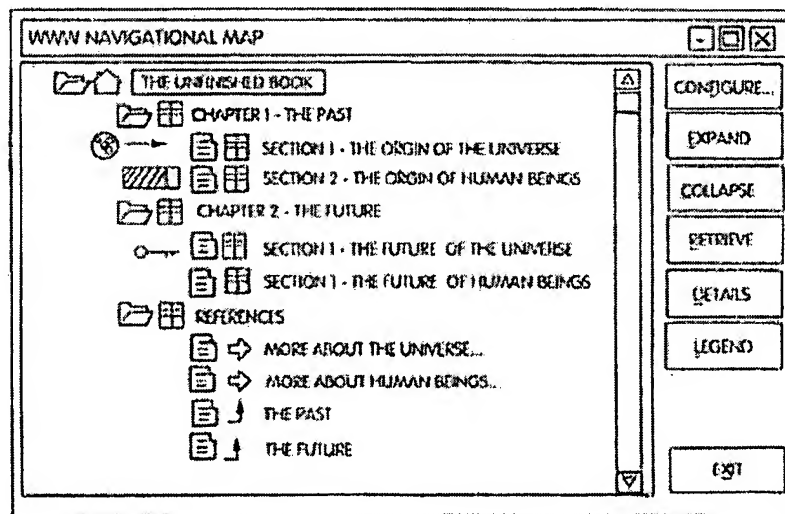 WWW NAVIGATIONAL MAP
THE UNFINISHED BOOK
CHAPTER 1 - THE PAST
SECTION 1 - THE ORGIN OF THE UNIVERSE
SECTION 2 - THE ORGIN OF HUMAN BEINGS
CHAPTER 2 - THE FUTURE
SECTION 1 - THE FUTURE OF THE UNIVERSE
SECTION 1 - THE FUTURE OF HUMAN BEINGS
REFERENCES
MORE ABOUT THE UNIVERSE...
MORE ABOUT HUMAN BEINGS...
THE PAST
THE FUTURE
CONFIGURE...
EXPAND
COLLAPSE
RETRIEVE
DETAILS
LEGEND
EXIT